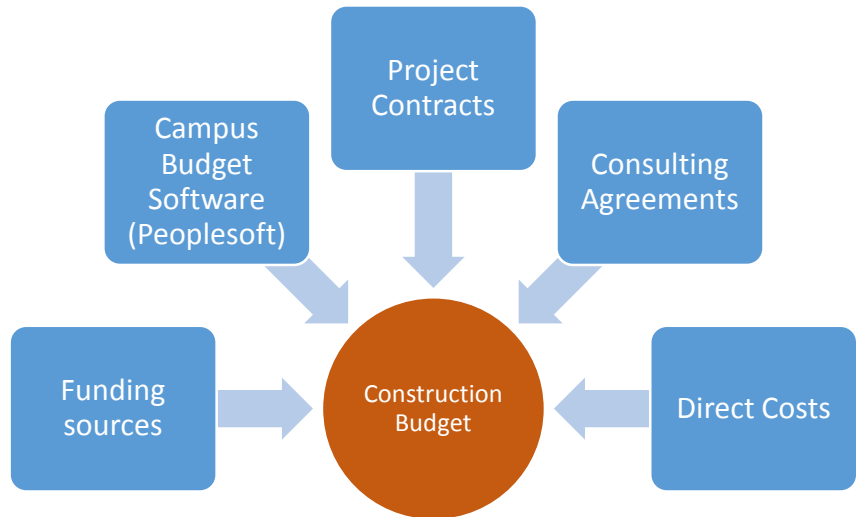 Project
Contracts
Campus
Budget
Software
(Peoplesoft)
Consulting
Agreements
Funding
sources
Construction
Budget
Direct Costs